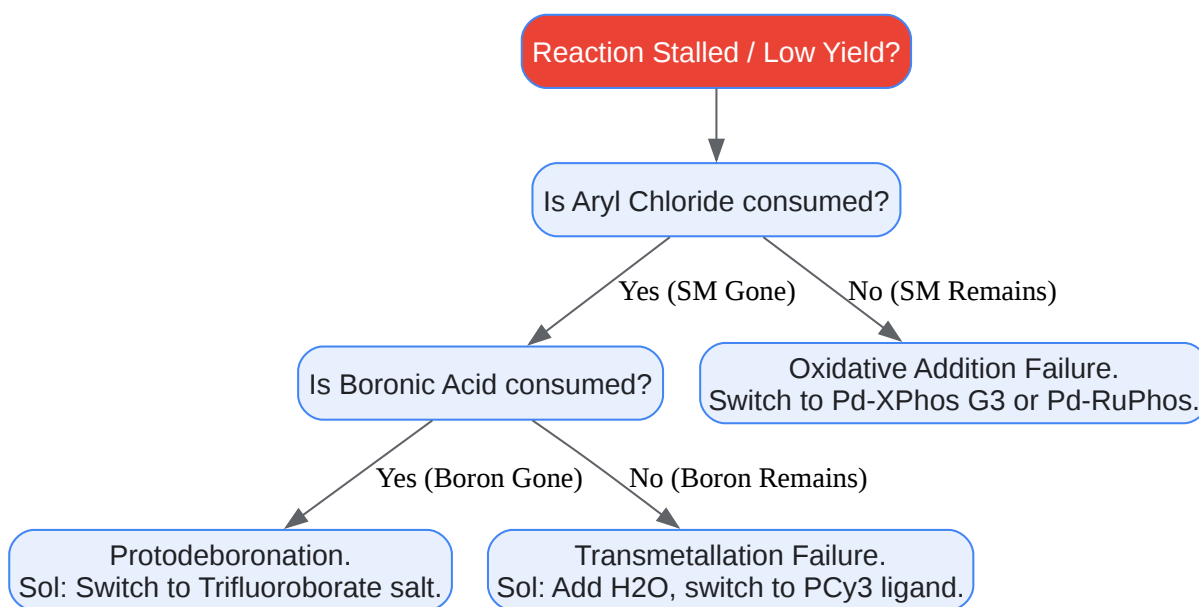 Reaction Stalled / Low Yield?
Is Aryl Chloride consumed?
Yes (SM Gone)
No (SM Remains)
Is Boronic Acid consumed?
Oxidative Addition Failure.
Switch to Pd-XPhos G3 or Pd-RuPhos.
Yes (Boron Gone)
No (Boron Remains)
Protodeboronation.
Sol: Switch to Trifluoroborate salt.
Transmetallation Failure.
Sol: Add H2O, switch to PCy3 ligand.